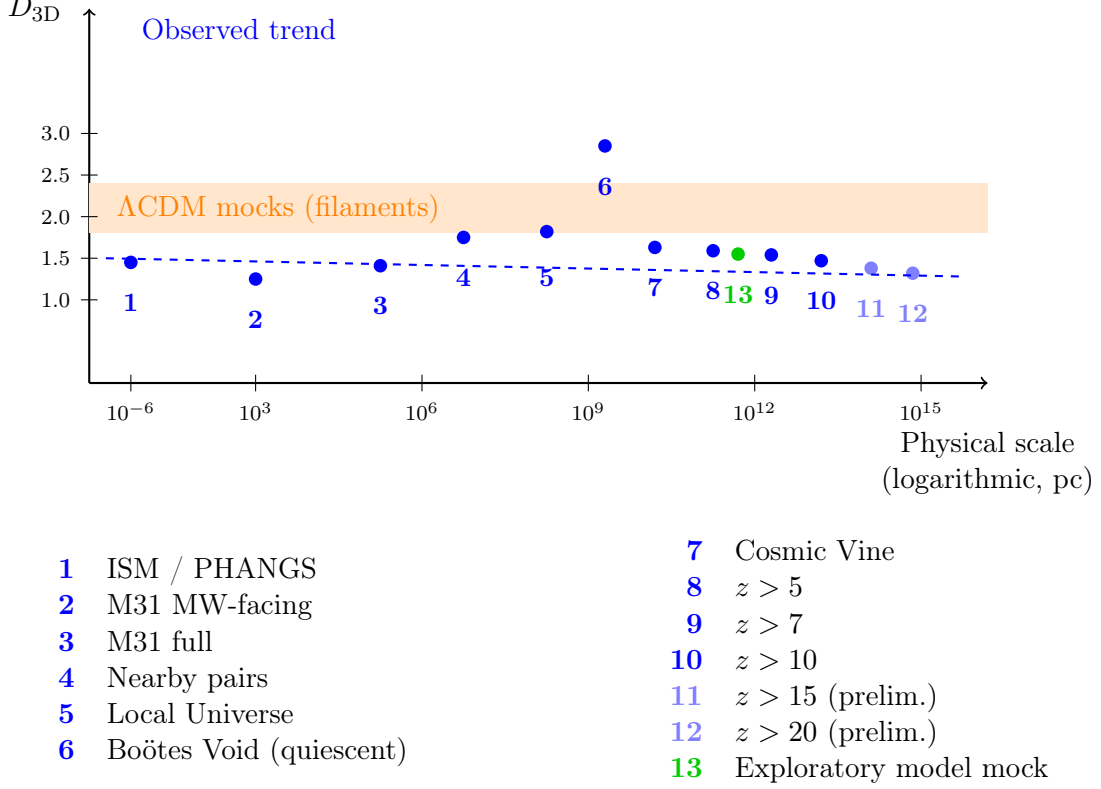 D₃D
Observed trend
3.0
2.5
2.0
1.5
1.0
ΛCDM mocks (filaments)
1
2
3
4
5
6
7
8
13
9
10
11
12
10⁻⁶
10³
10⁶
10⁹
10¹²
10¹⁵
Physical scale
(logarithmic, pc)
1 ISM / PHANGS
2 M31 MW-facing
3 M31 full
4 Nearby pairs
5 Local Universe
6 Boötes Void (quiescent)
7 Cosmic Vine
8 z > 5
9 z > 7
10 z > 10
11 z > 15 (prelim.)
12 z > 20 (prelim.)
13 Exploratory model mock